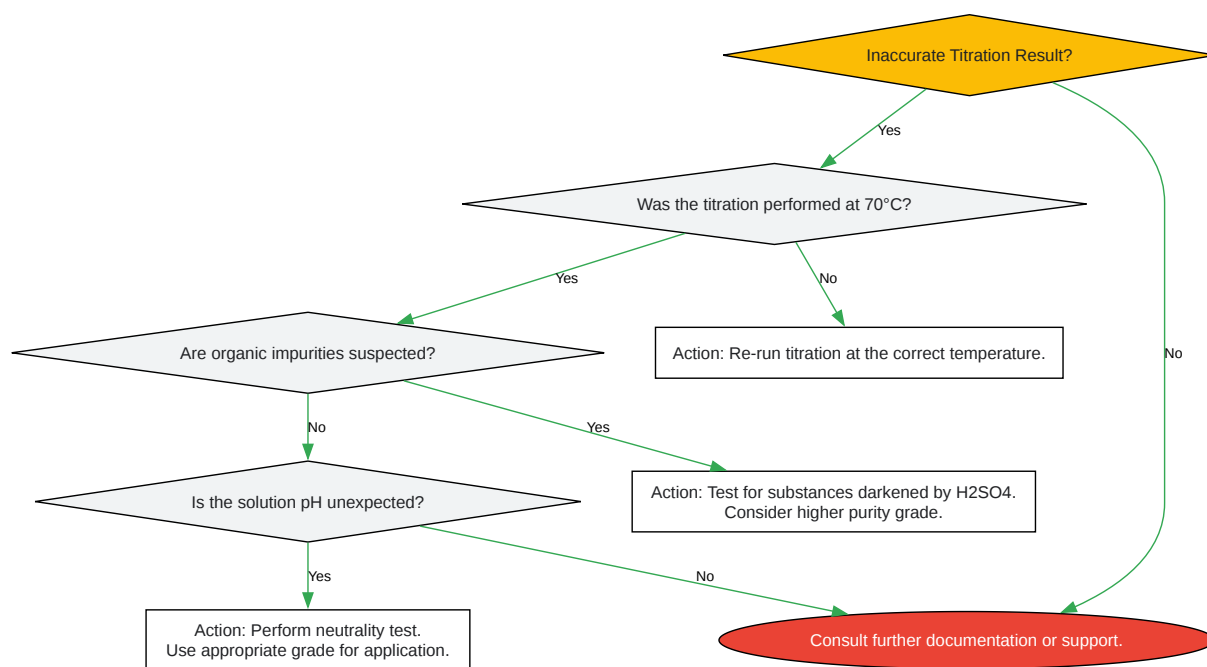 Inaccurate Titration Result?
Yes
Was the titration performed at 70°C?
Yes
No
Are organic impurities suspected?
Action: Re-run titration at the correct temperature.
No
No
Yes
Is the solution pH unexpected?
Action: Test for substances darkened by H2SO4.
Consider higher purity grade.
Yes
No
Action: Perform neutrality test.
Use appropriate grade for application.
Consult further documentation or support.